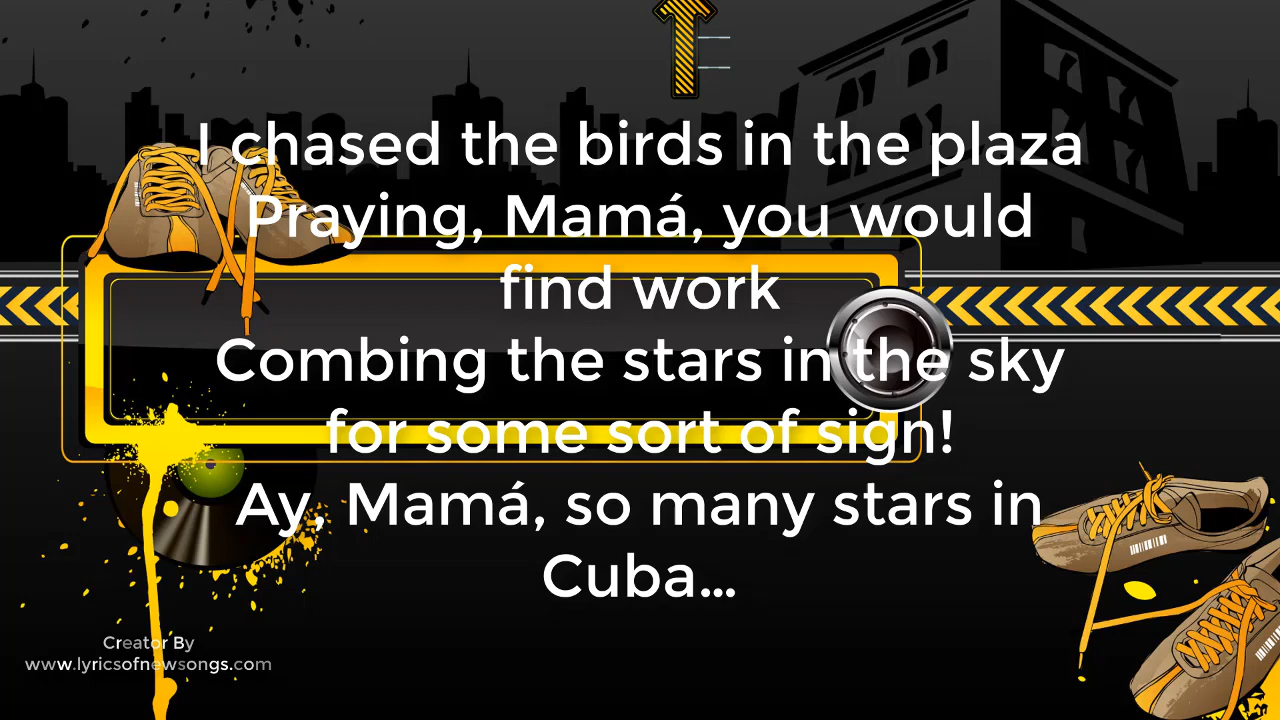 I chased the birds in the plaza
Praying, Mamá, you would
find work
Combing the stars in the sky
for some sort of sign!
Ay, Mamá, so many stars in
Cuba...
Creator By
www.lyricsofnewsongs.com